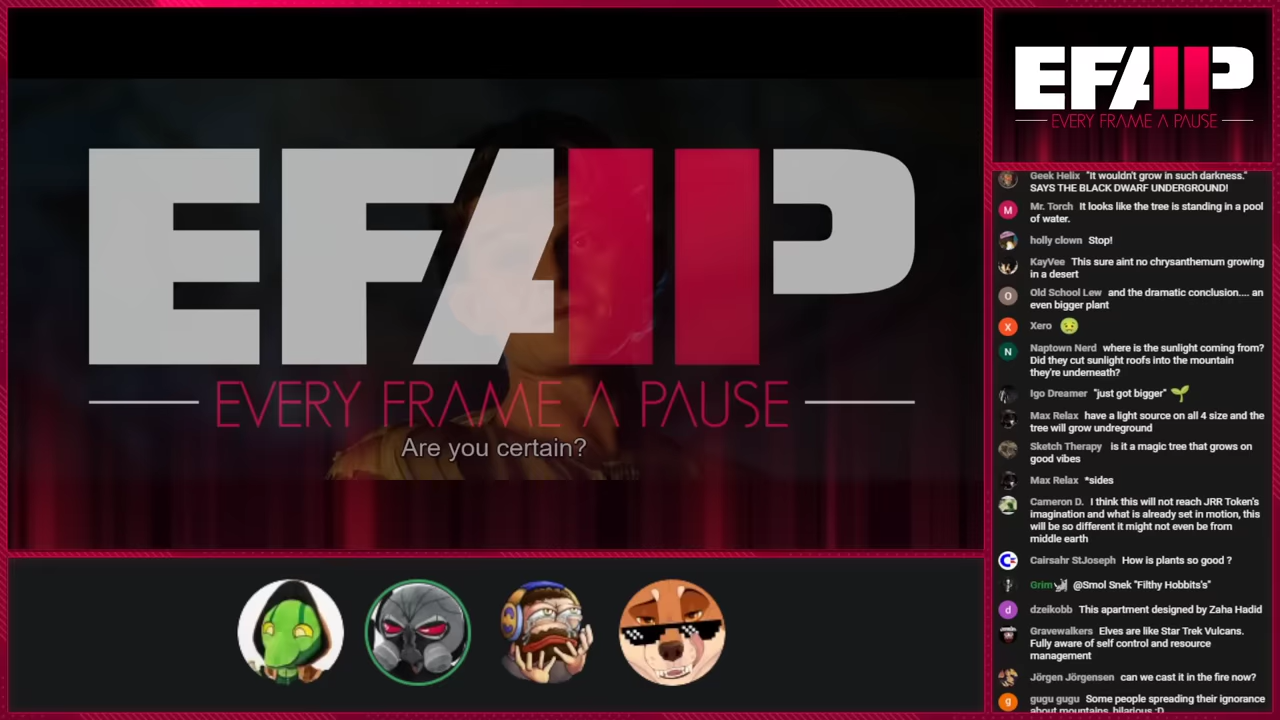 EFAP
EVERY FRAME A PAUSE
Are you certain?
EFAP
EVERY FRAME A PAUSE
Geek Helix "It wouldn't grow in such darkness."
SAYS THE BLACK DWARF UNDERGROUND!
M Mr. Torch It looks like the tree is standing in a pool
of water.
holly clown Stop!
KayVee This sure aint no chrysanthemum growing
in a desert
O Old School Lew and the dramatic conclusion.... an
even bigger plant
X Xero
N Naptown Nerd where is the sunlight coming from?
Did they cut sunlight roofs into the mountain
they're underneath?
Igo Dreamer "just got bigger"
Max Relax have a light source on all 4 size and the
tree will grow undreground
Sketch Therapy is it a magic tree that grows on
good vibes
Max Relax *sides
Cameron D. I think this will not reach JRR Token's
imagination and what is already set in motion, this
will be so different it might not even be from
middle earth
Cairsahr StJoseph How is plants so good ?
Grim @Smol Snek "Filthy Hobbits's"
d dzeikobb This apartment designed by Zaha Hadid
Gravewalkers Elves are like Star Trek Vulcans.
Fully aware of self control and resource
management
Jörgen Jörgensen can we cast it in the fire now?
g gugu gugu Some people spreading their ignorance
about mountains, hilarious :D